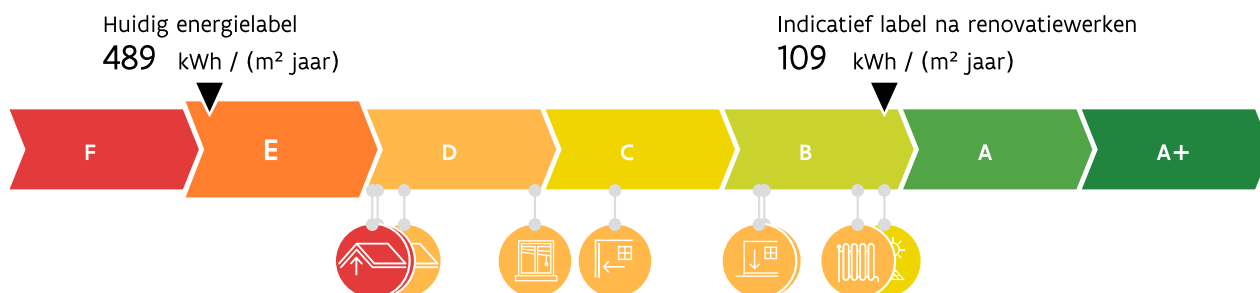 Huidig energielabel
489 kWh / (m² jaar)
Indicatief label na renovatiewerken
109 kWh / (m² jaar)
F E D C B A A+